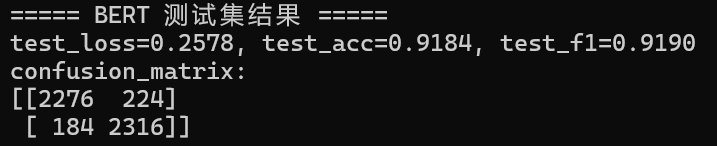 ===== BERT 测试集结果 =====
test_loss=0.2578, test_acc=0.9184, test_f1=0.9190
confusion_matrix:
[[2276  224]
 [ 184 2316]]